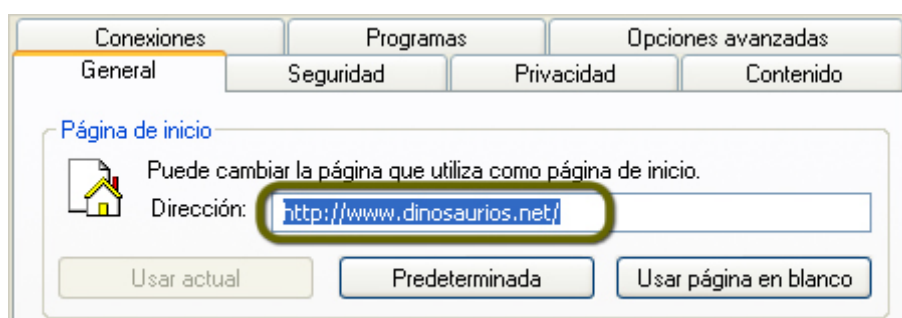 Conexiones Programas Opciones avanzadas
General Seguridad Privacidad Contenido
Página de inicio
Puede cambiar la página que utiliza como página de inicio.
Dirección: http://www.dinosaurios.net/
Usar actual Predeterminada Usar página en blanco